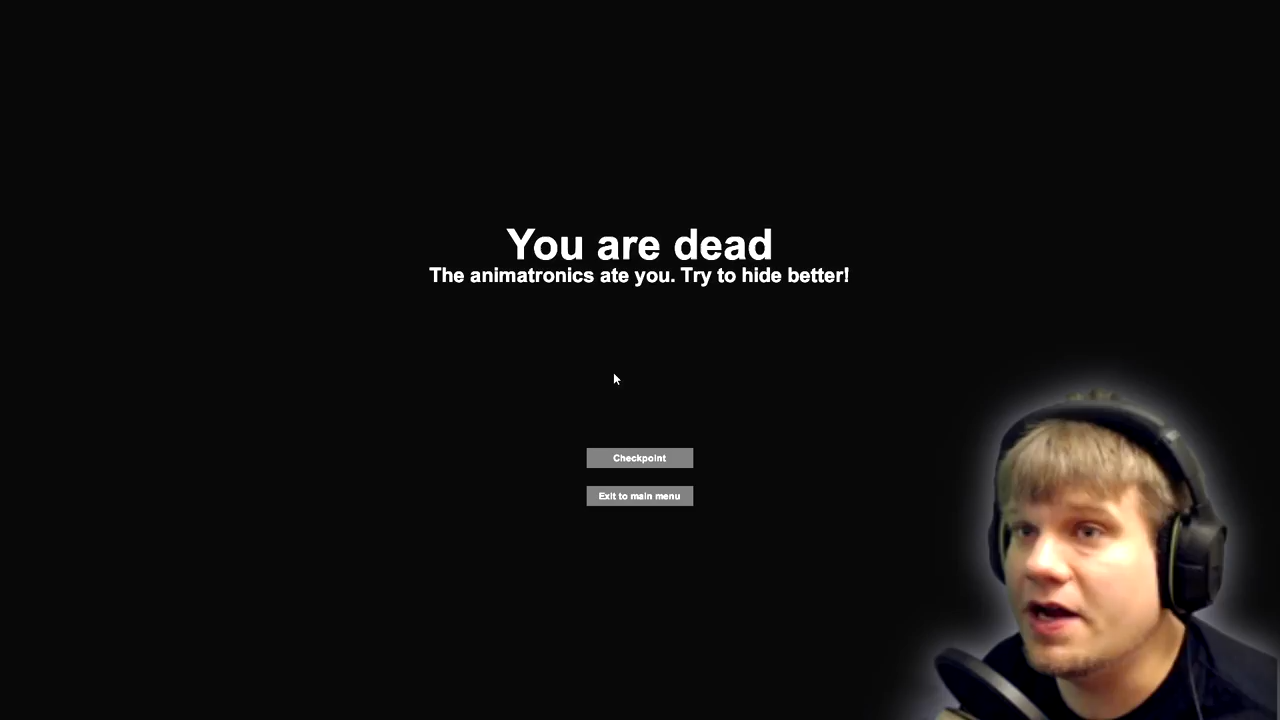 You are dead
The animatronics ate you. Try to hide better!
Checkpoint
Exit to main menu